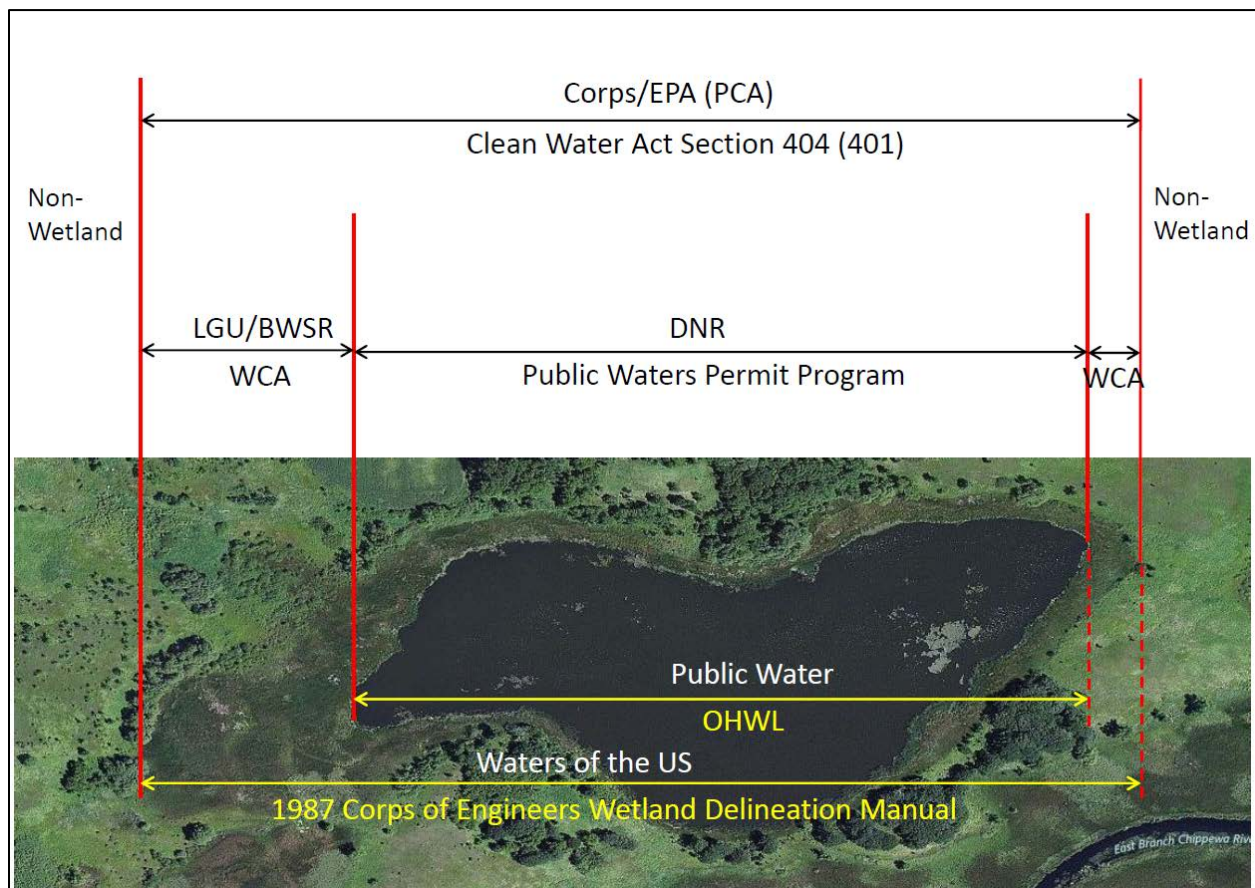 Corps/EPA (PCA)
Clean Water Act Section 404 (401)
Non-
Wetland
Non-
Wetland
LGU/BWSR
WCA
DNR
Public Waters Permit Program
WCA
Public Water
OHWL
Waters of the US
1987 Corps of Engineers Wetland Delineation Manual
East Branch Chippewa